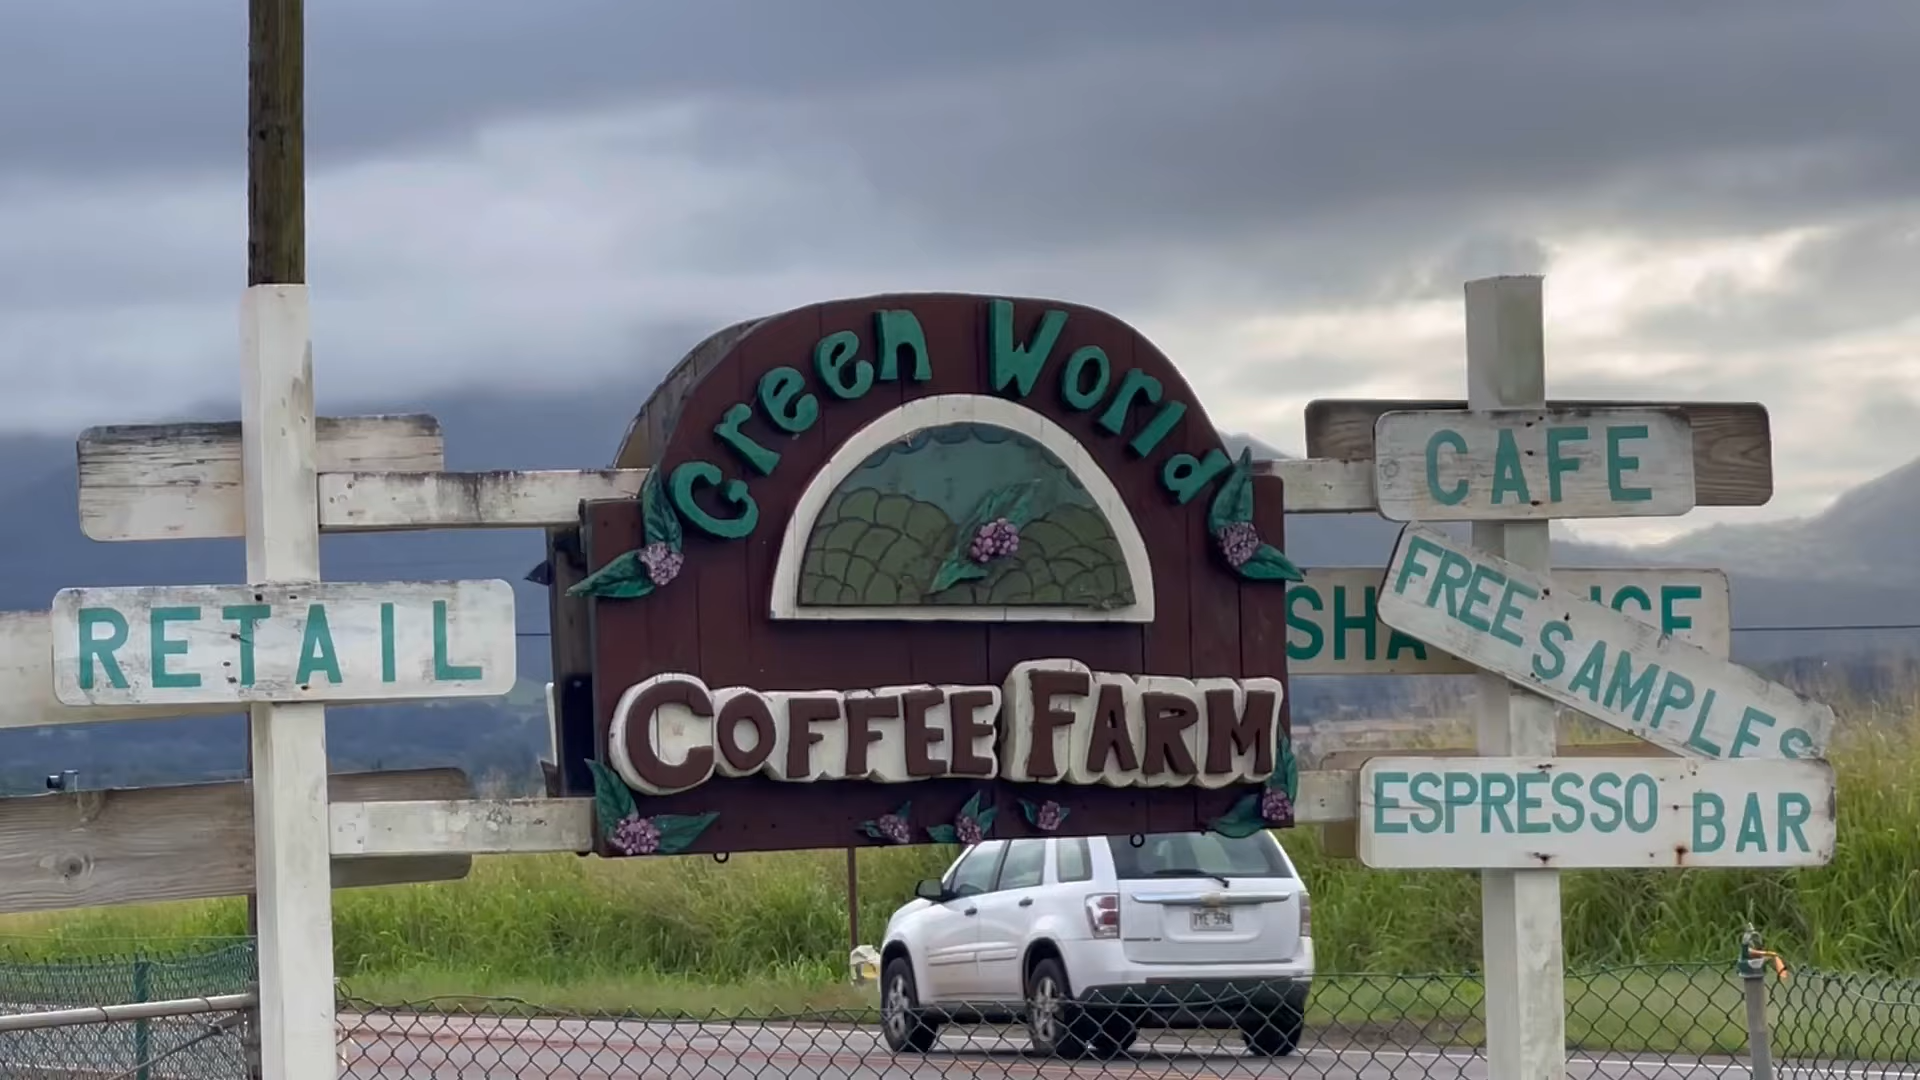 Green World
COFFEE FARM
RETAIL
CAFE
FREE SAMPLES
ESPRESSO BAR